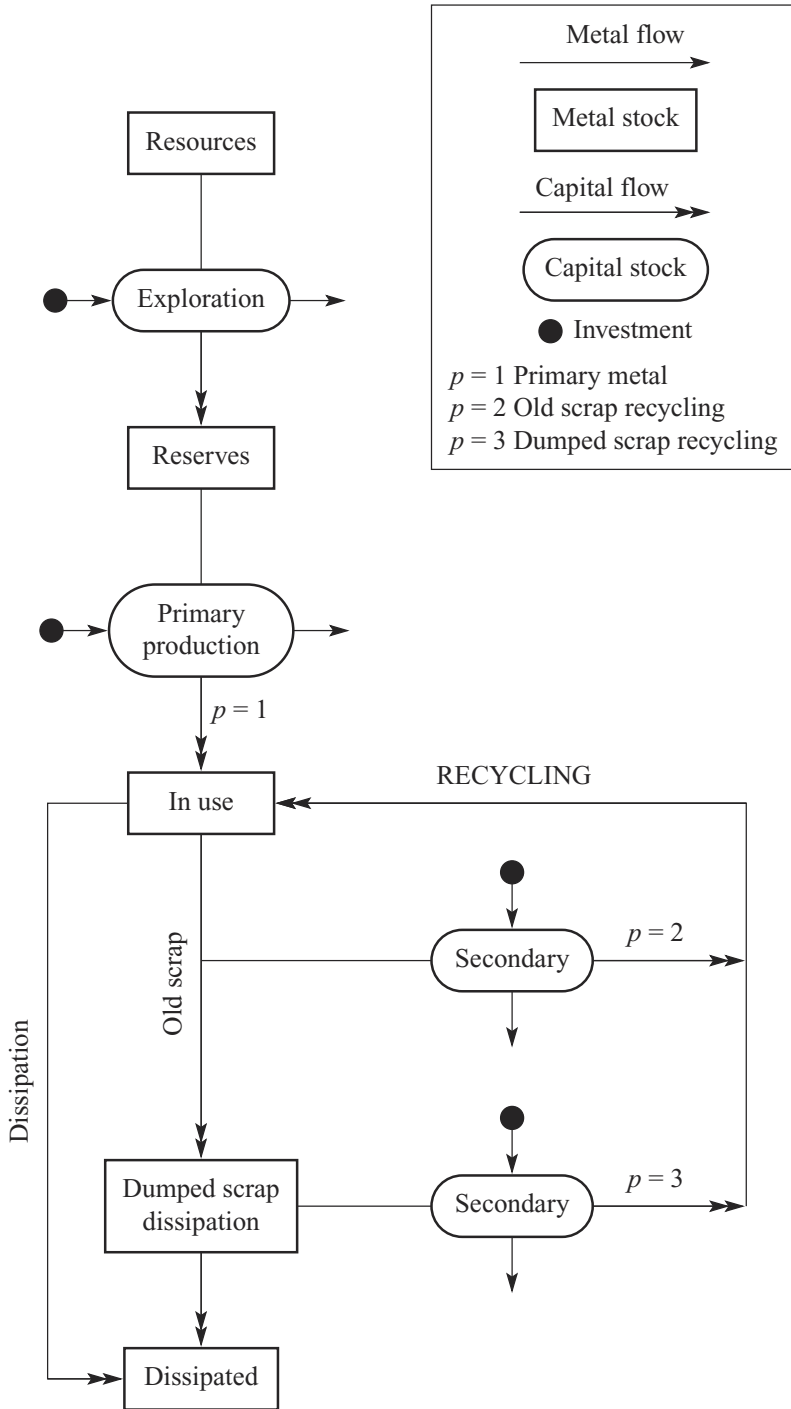 Metal flow
Metal stock
Capital flow
Capital stock
Investment
p = 1 Primary metal
p = 2 Old scrap recycling
p = 3 Dumped scrap recycling
Resources
Exploration
Reserves
Primary
production
p = 1
In use
RECYCLING
Old scrap
Secondary
p = 2
Dissipation
Dumped scrap
dissipation
Secondary
p = 3
Dissipated